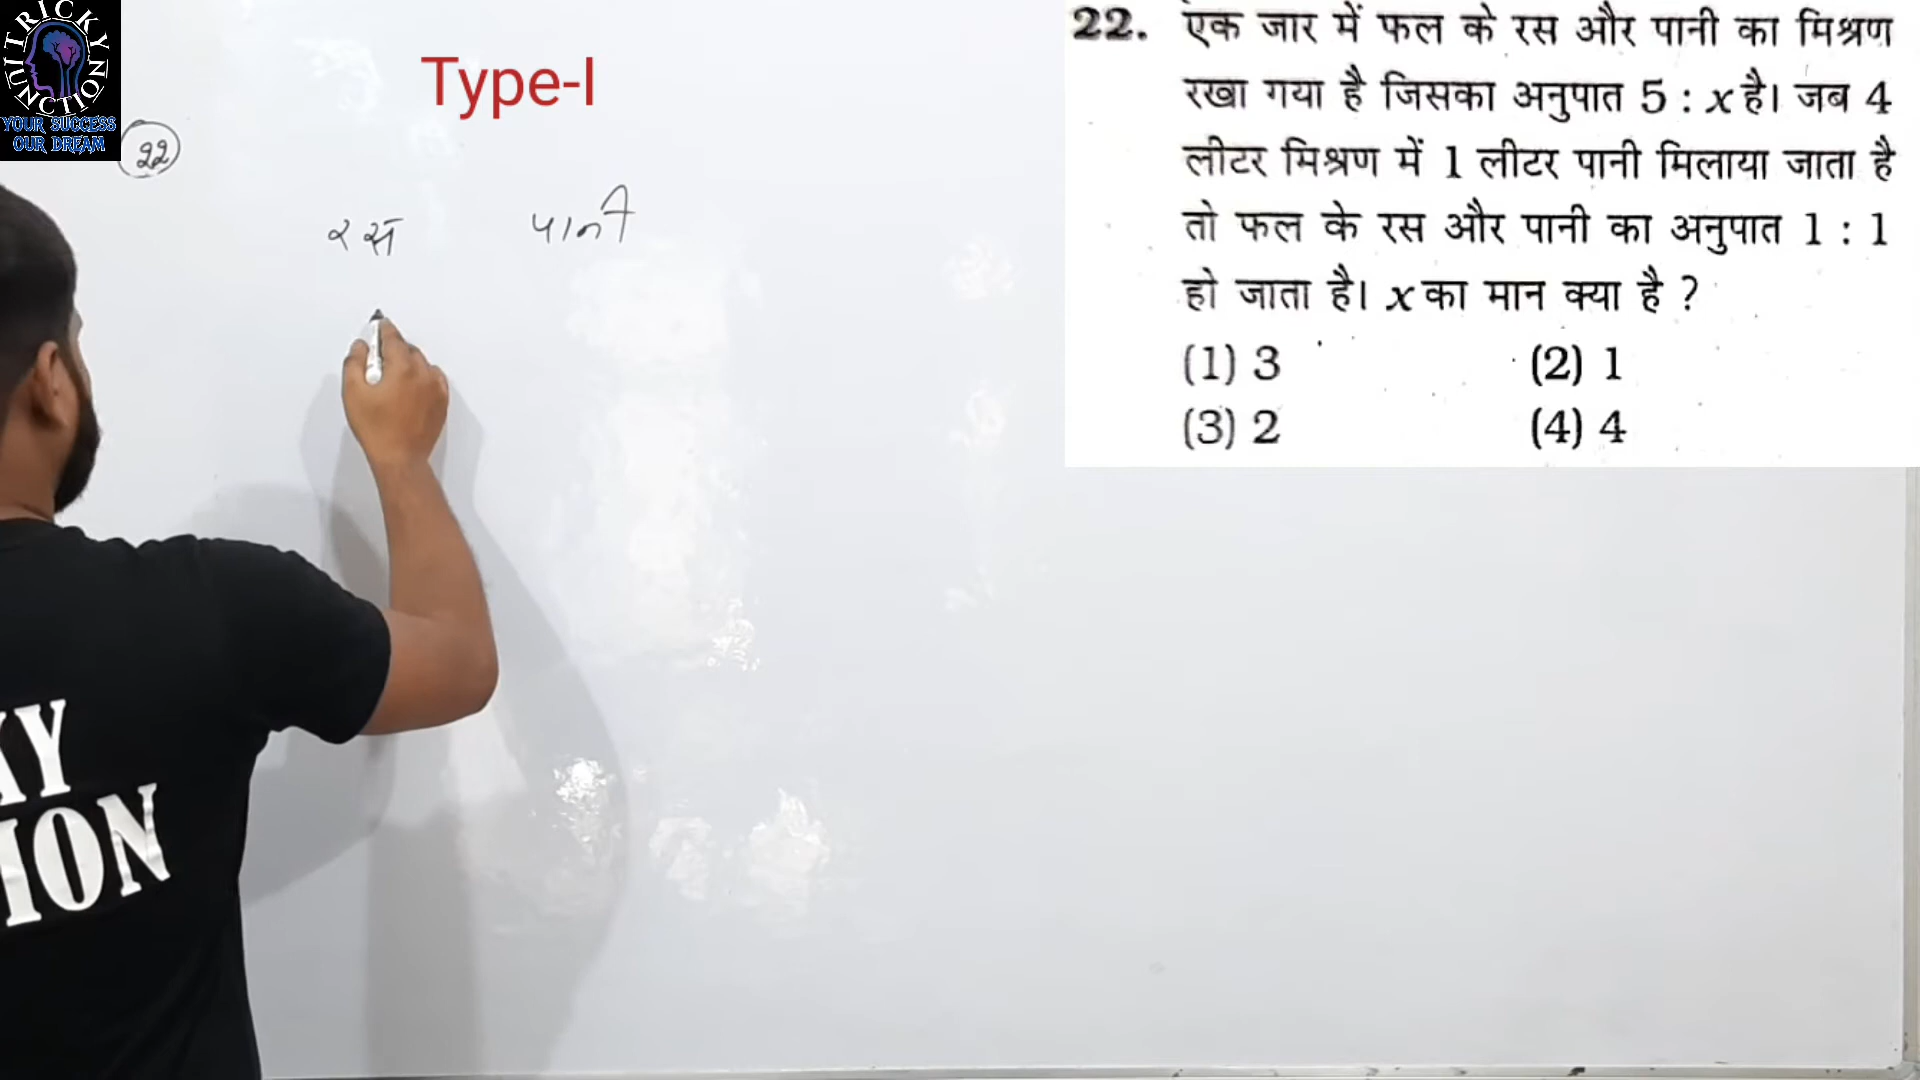 TRICKY
JUNCTION
YOUR SUCCESS
OUR DREAM
Type-I
22
रस पानी
22. एक जार में फल के रस और पानी का मिश्रण
रखा गया है जिसका अनुपात 5 : x है। जब 4
लीटर मिश्रण में 1 लीटर पानी मिलाया जाता है
तो फल के रस और पानी का अनुपात 1 : 1
हो जाता है। x का मान क्या है ?
(1) 3 (2) 1
(3) 2 (4) 4